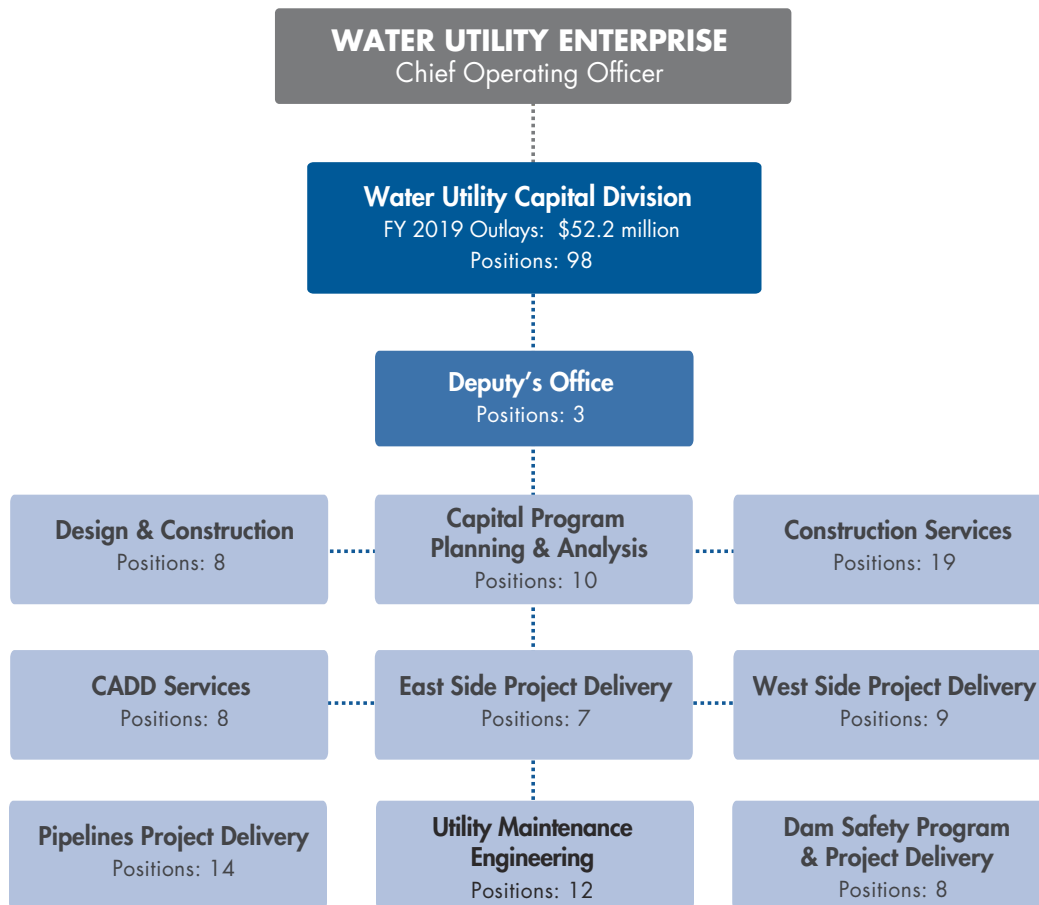 WATER UTILITY ENTERPRISE
Chief Operating Officer
Water Utility Capital Division
FY 2019 Outlays: $52.2 million
Positions: 98
Deputy’s Office
Positions: 3
Design & Construction
Positions: 8
Capital Program
Planning & Analysis
Positions: 10
Construction Services
Positions: 19
CADD Services
Positions: 8
East Side Project Delivery
Positions: 7
West Side Project Delivery
Positions: 9
Pipelines Project Delivery
Positions: 14
Utility Maintenance
Engineering
Positions: 12
Dam Safety Program
& Project Delivery
Positions: 8